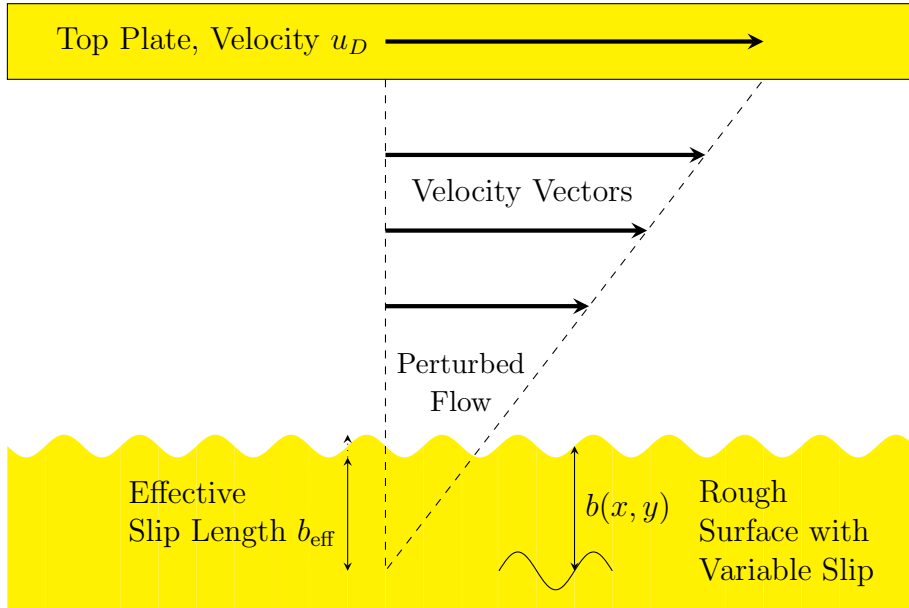 Top Plate, Velocity u_D
Velocity Vectors
Perturbed
Flow
Effective
Slip Length b_eff
b(x, y)
Rough
Surface with
Variable Slip